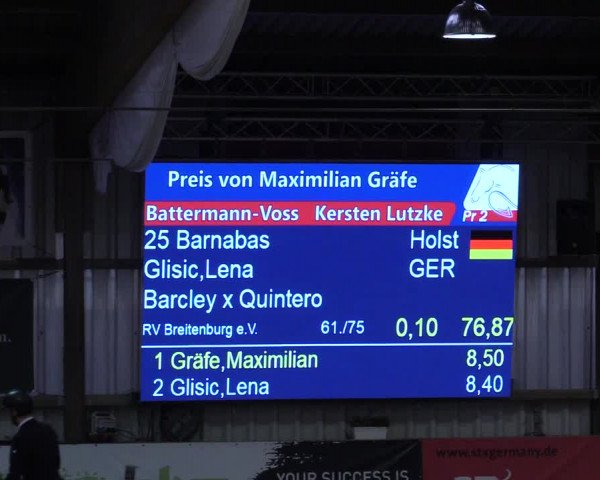 Preis von Maximilian Gräfe
Battermann-Voss Kersten Lutzke Pr 2
25 Barnabas Holst
Glisic,Lena GER
Barcley x Quintero
RV Breitenburg e.V. 61./75 0,10 76,87
1 Gräfe,Maximilian 8,50
2 Glisic,Lena 8,40
www.stxgermany.de
YOUR SUCCESS IS